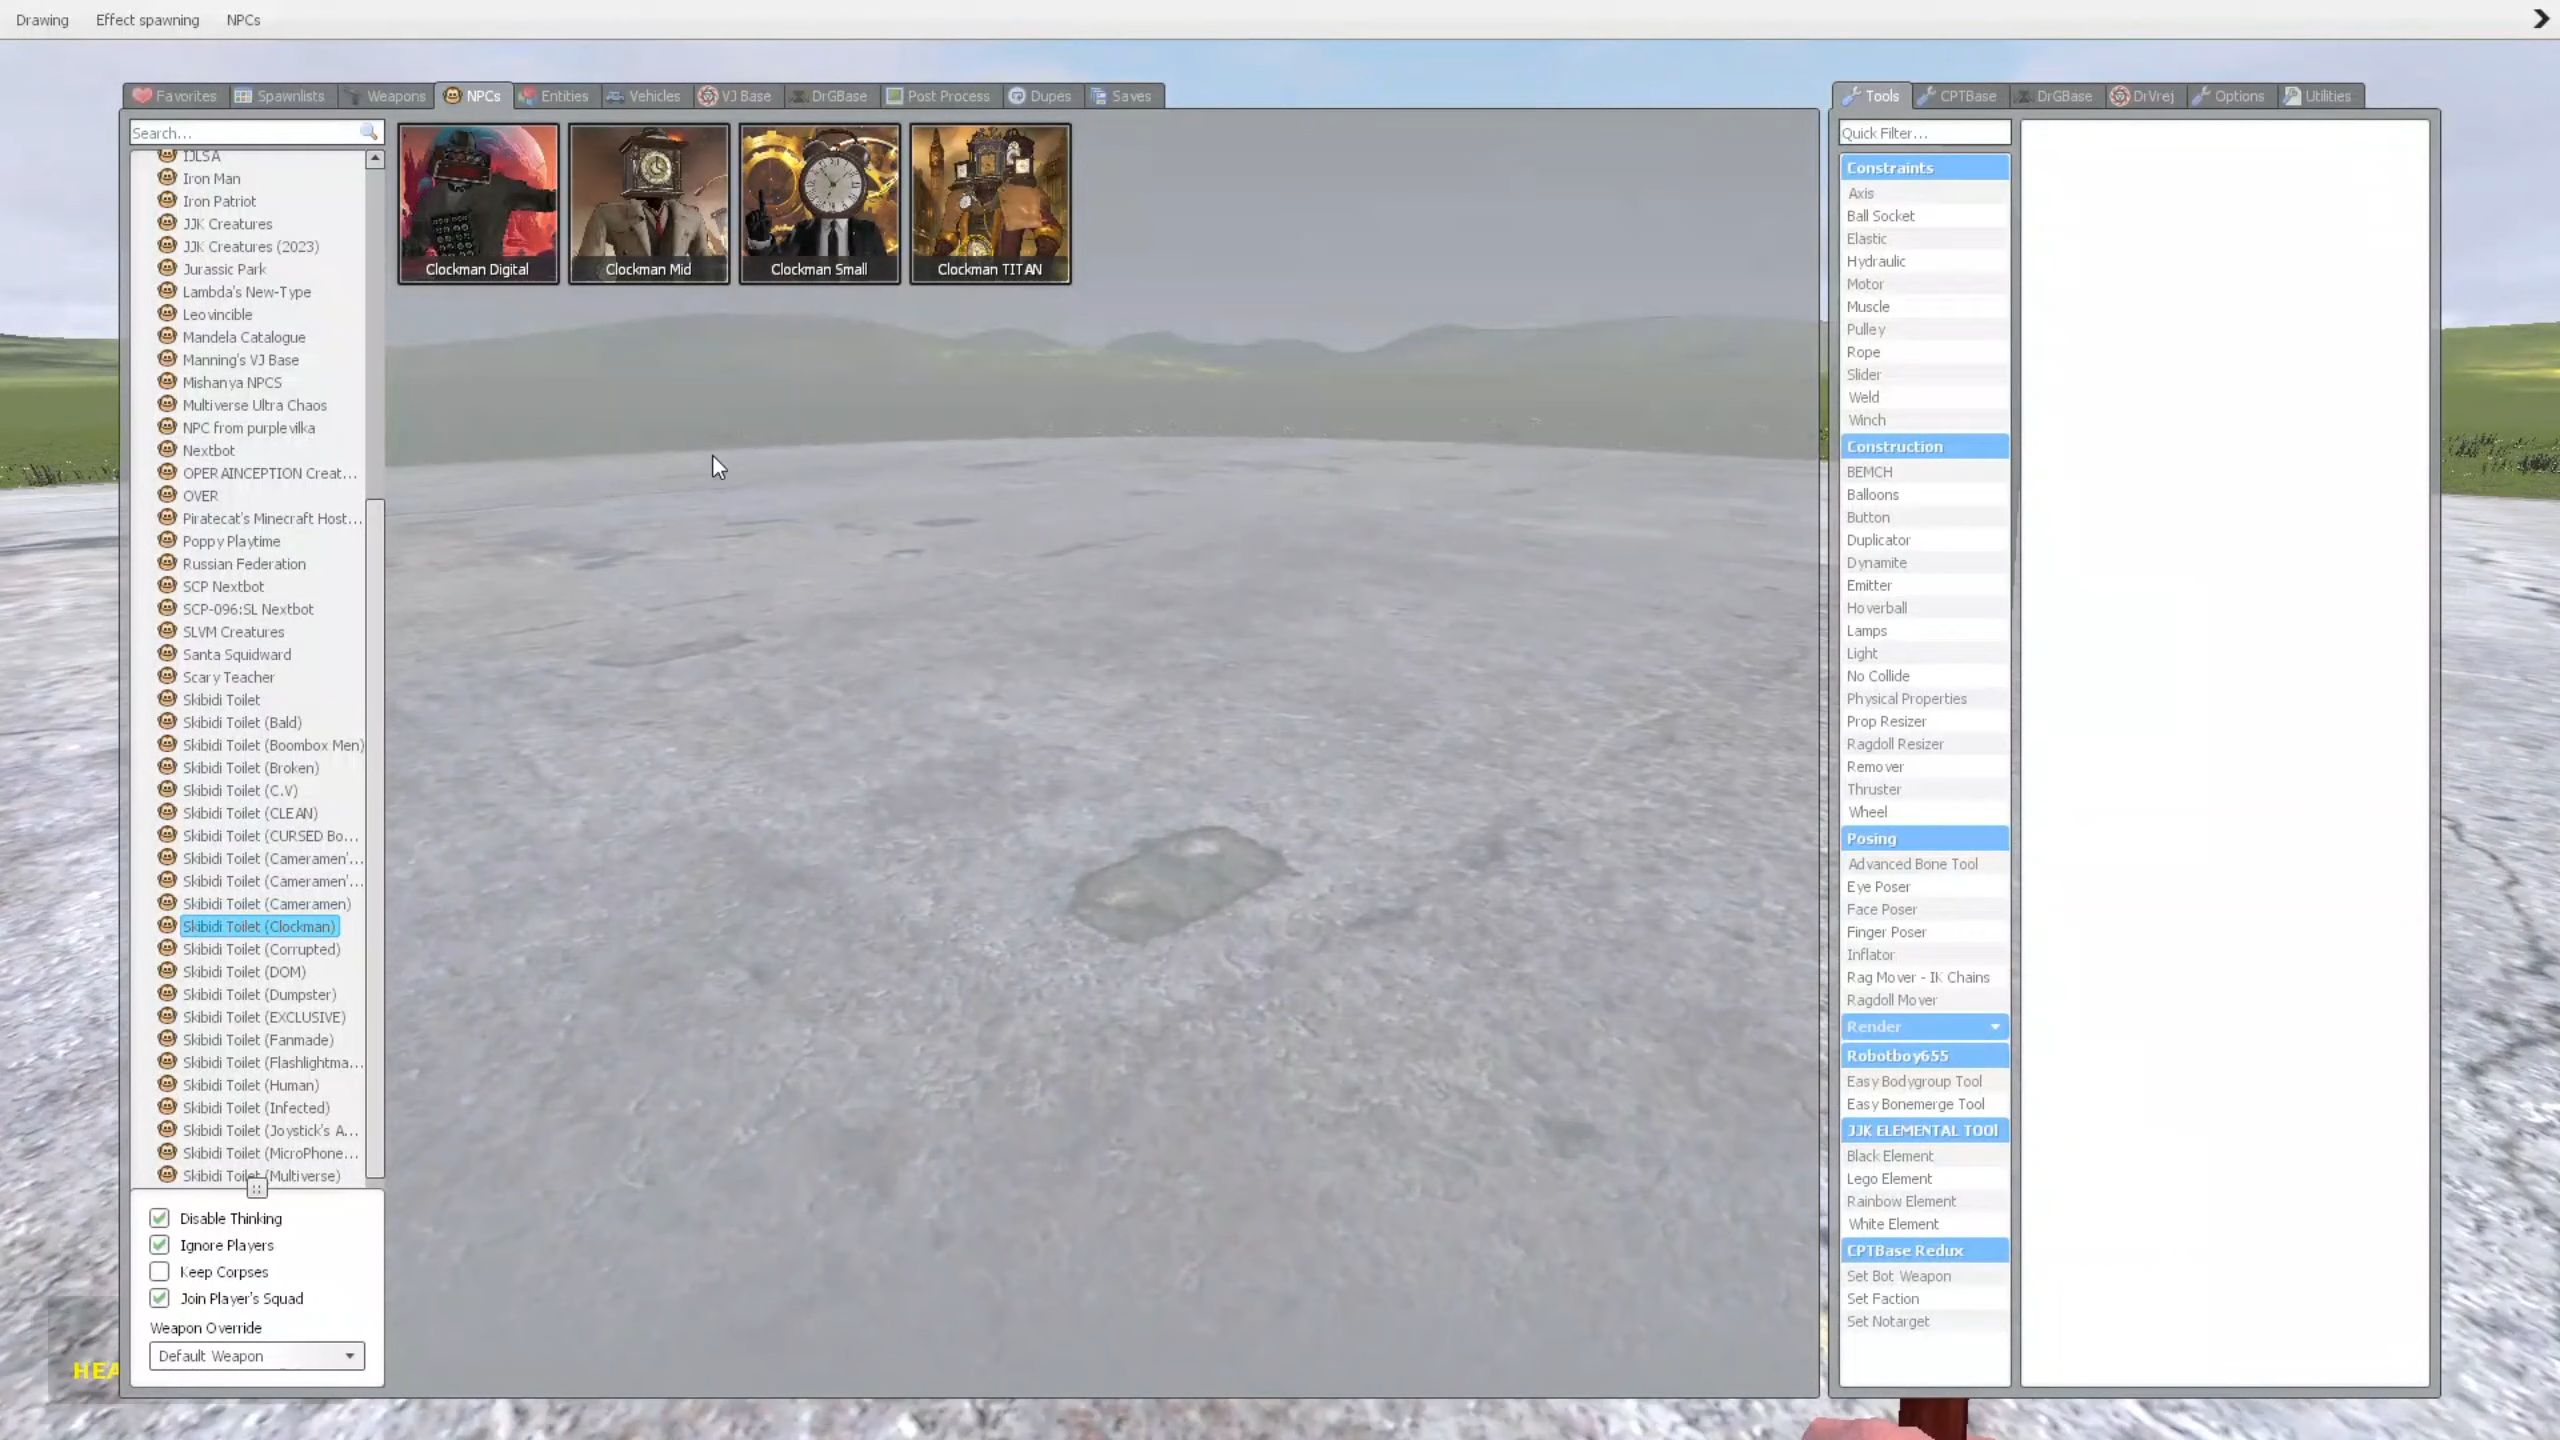 Drawing Effect spawning NPCs
Favorites Spawnlists Weapons NPCs Entities Vehicles VJ Base DrGBase Post Process Dupes Saves
Search...
IJLSA
Iron Man
Iron Patriot
JJK Creatures
JJK Creatures (2023)
Jurassic Park
Lambda's New-Type
Leovincible
Mandela Catalogue
Manning's VJ Base
Mishanya NPCS
Multiverse Ultra Chaos
NPC from purplevilka
Nextbot
OPERAINCEPTION Creat...
OVER
Piratecat's Minecraft Host...
Poppy Playtime
Russian Federation
SCP Nextbot
SCP-096:SL Nextbot
SLVM Creatures
Santa Squidward
Scary Teacher
Skibidi Toilet
Skibidi Toilet (Bald)
Skibidi Toilet (Boombox Men)
Skibidi Toilet (Broken)
Skibidi Toilet (C.V)
Skibidi Toilet (CLEAN)
Skibidi Toilet (CURSED Bo...
Skibidi Toilet (Cameramen'...
Skibidi Toilet (Cameramen'...
Skibidi Toilet (Cameramen)
Skibidi Toilet (Clockman)
Skibidi Toilet (Corrupted)
Skibidi Toilet (DOM)
Skibidi Toilet (Dumpster)
Skibidi Toilet (EXCLUSIVE)
Skibidi Toilet (Fanmade)
Skibidi Toilet (Flashlightma...
Skibidi Toilet (Human)
Skibidi Toilet (Infected)
Skibidi Toilet (Joystick's A...
Skibidi Toilet (MicroPhone...
Skibidi Toilet (Multiverse)
Disable Thinking
Ignore Players
Keep Corpses
Join Player's Squad
Weapon Override
Default Weapon
HEA
Clockman Digital
Clockman Mid
Clockman Small
Clockman TITAN
Tools CPTBase DrGBase DrVrej Options Utilities
Quick Filter...
Constraints
Axis
Ball Socket
Elastic
Hydraulic
Motor
Muscle
Pulley
Rope
Slider
Weld
Winch
Construction
BEMCH
Balloons
Button
Duplicator
Dynamite
Emitter
Hoverball
Lamps
Light
No Collide
Physical Properties
Prop Resizer
Ragdoll Resizer
Remover
Thruster
Wheel
Posing
Advanced Bone Tool
Eye Poser
Face Poser
Finger Poser
Inflator
Rag Mover - IK Chains
Ragdoll Mover
Render
Robotboy655
Easy Bodygroup Tool
Easy Bonemerge Tool
JJK ELEMENTAL TOOl
Black Element
Lego Element
Rainbow Element
White Element
CPTBase Redux
Set Bot Weapon
Set Faction
Set Notarget